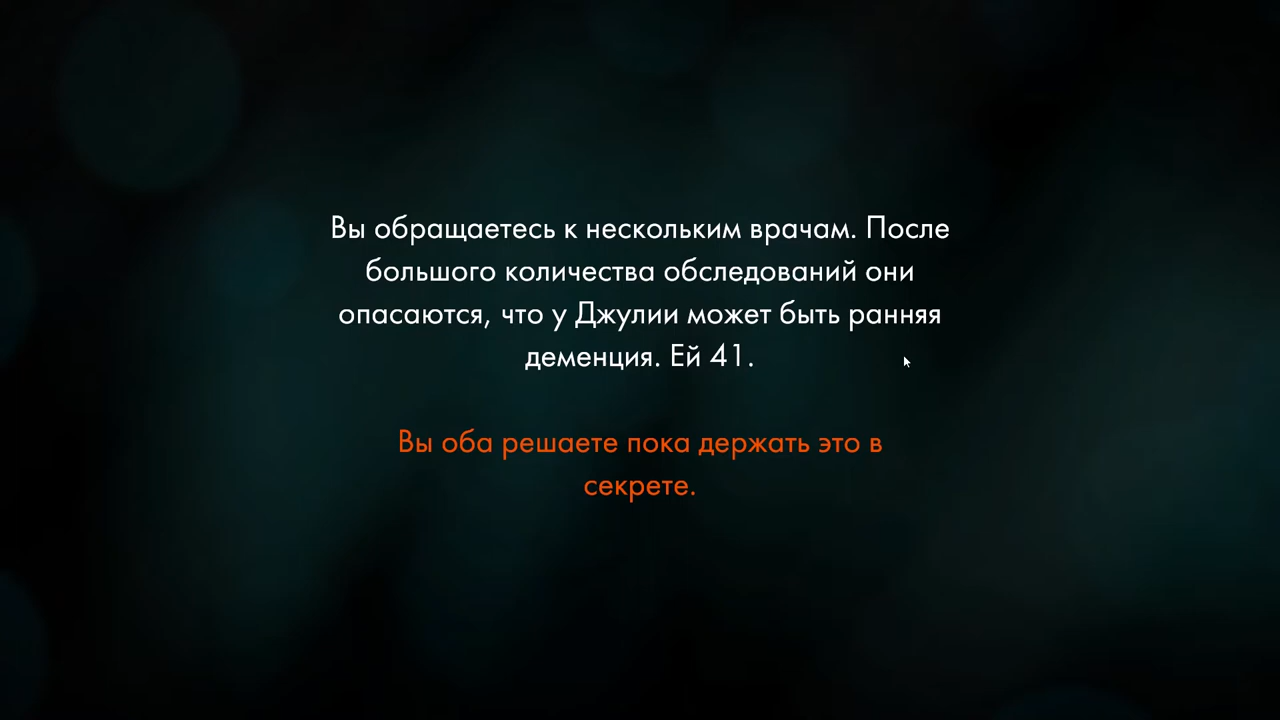 Вы обращаетесь к нескольким врачам. После
большого количества обследований они
опасаются, что у Джулии может быть ранняя
деменция. Ей 41.
Вы оба решаете пока держать это в
секрете.